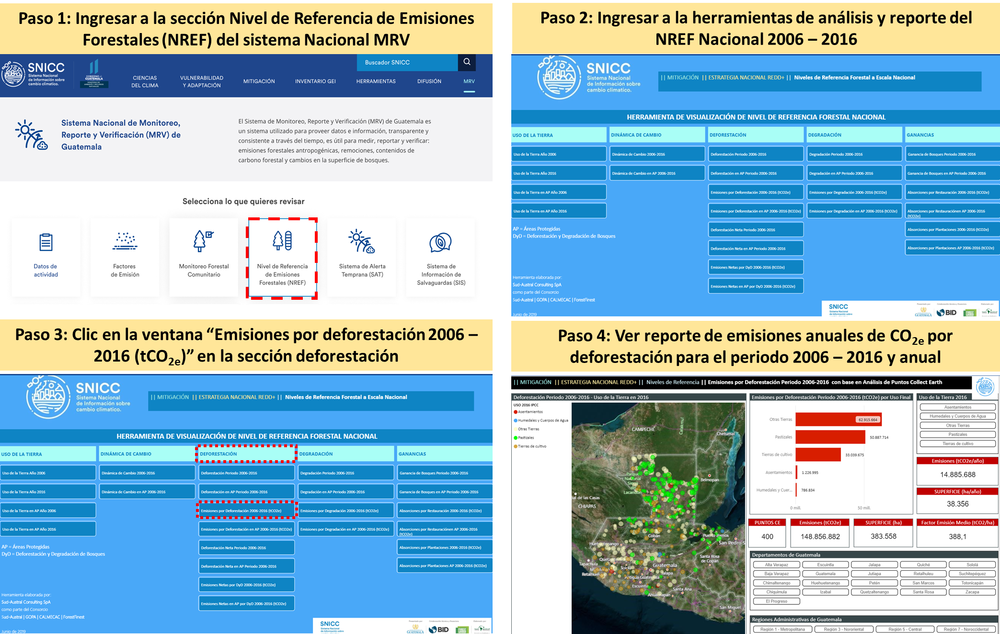 Paso 1: Ingresar a la sección Nivel de Referencia de Emisiones
Forestales (NREF) del sistema Nacional MRV
SNICC
Sistema Nacional
de Información sobre
cambio climatico.
GOBIERNO de
GUATEMALA
Buscador SNICC
CIENCIAS
DEL CLIMA
VULNERABILIDAD
Y ADAPTACIÓN
MITIGACIÓN
INVENTARIO GEI
HERRAMIENTAS
DIFUSIÓN
MRV
Sistema Nacional de Monitoreo,
Reporte y Verificación (MRV) de
Guatemala
El Sistema de Monitoreo, Reporte y Verificación (MRV) de Guatemala es
un sistema utilizado para proveer datos e información, transparente y
consistente a través del tiempo, es útil para medir, reportar y verificar:
emisiones forestales antropogénicas, remociones, contenidos de
carbono forestal y cambios en la superficie de bosques.
Selecciona lo que quieres revisar
Datos de
actividad
Factores
de Emisión
Monitoreo Forestal
Comunitario
Nivel de Referencia
de Emisiones
Forestales (NREF)
Sistema de Alerta
Temprana (SAT)
Sistema de
Información de
Salvaguardas (SIS)
Paso 2: Ingresar a la herramientas de análisis y reporte del
NREF Nacional 2006 – 2016
SNICC
Sistema Nacional
de Información sobre
cambio climatico.
|| MITIGACIÓN || ESTRATEGIA NACIONAL REDD+ || Niveles de Referencia Forestal a Escala Nacional
HERRAMIENTA DE VISUALIZACIÓN DE NIVEL DE REFERENCIA FORESTAL NACIONAL
USO DE LA TIERRA
DINÁMICA DE CAMBIO
DEFORESTACIÓN
DEGRADACIÓN
GANANCIAS
Uso de la Tierra Año 2006
Dinámica de Cambio 2006-2016
Deforestación Periodo 2006-2016
Degradación Periodo 2006-2016
Ganancia de Bosques Periodo 2006-2016
Uso de la Tierra Año 2016
Dinámica de Cambio en AP 2006-2016
Deforestación en AP Periodo 2006-2016
Degradación en AP Periodo 2006-2016
Ganancia de Bosques en AP Periodo 2006-2016
Uso de la Tierra en AP Año 2006
Emisiones por Deforestación 2006-2016 (tCO2e)
Emisiones por Degradación 2006-2016 (tCO2e)
Absorciones por Restauración 2006-2016 (tCO2e)
Uso de la Tierra en AP Año 2016
Emisiones por Deforestación en AP 2006-2016 (tCO2e)
Emisiones por Degradación en AP 2006-2016 (tCO2e)
Absorciones por Restauraciónen AP 2006-2016
(tCO2e)
AP = Áreas Protegidas
DyD = Deforestación y Degradación de Bosques
Deforestación Neta Periodo 2006-2016
Absorciones por Plantaciones 2006-2016 (tCO2e)
Deforestación Neta en AP Periodo 2006-2016
Absorciones por Plantaciones AP 2006-2016 (tCO2e)
Emisiones Netas por DyD 2006-2016 (tCO2e)
Emisiones Netas en AP por DyD 2006-2016 (tCO2e)
Herramienta elaborada por:
Sud-Austral Consulting SpA
como parte del Consorcio
Sud-Austral | GOPA | CALMECAC | ForestFinest
Junio de 2019
SNICC
Sistema Nacional
de Información sobre
GUATEMALA
BID
Paso 3: Clic en la ventana “Emisiones por deforestación 2006 –
2016 (tCO2e)” en la sección deforestación
SNICC
Sistema Nacional
de Información sobre
cambio climatico.
|| MITIGACIÓN || ESTRATEGIA NACIONAL REDD+ || Niveles de Referencia Forestal a Escala Nacional
HERRAMIENTA DE VISUALIZACIÓN DE NIVEL DE REFERENCIA FORESTAL NACIONAL
USO DE LA TIERRA
DINÁMICA DE CAMBIO
DEFORESTACIÓN
DEGRADACIÓN
GANANCIAS
Uso de la Tierra Año 2006
Dinámica de Cambio 2006-2016
Deforestación Periodo 2006-2016
Degradación Periodo 2006-2016
Ganancia de Bosques Periodo 2006-2016
Uso de la Tierra Año 2016
Dinámica de Cambio en AP 2006-2016
Deforestación en AP Periodo 2006-2016
Degradación en AP Periodo 2006-2016
Ganancia de Bosques en AP Periodo 2006-2016
Uso de la Tierra en AP Año 2006
Emisiones por Deforestación 2006-2016 (tCO2e)
Emisiones por Degradación 2006-2016 (tCO2e)
Absorciones por Restauración 2006-2016 (tCO2e)
Uso de la Tierra en AP Año 2016
Emisiones por Deforestación en AP 2006-2016 (tCO2e)
Emisiones por Degradación en AP 2006-2016 (tCO2e)
Absorciones por Restauraciónen AP 2006-2016
(tCO2e)
AP = Áreas Protegidas
DyD = Deforestación y Degradación de Bosques
Deforestación Neta Periodo 2006-2016
Absorciones por Plantaciones 2006-2016 (tCO2e)
Deforestación Neta en AP Periodo 2006-2016
Absorciones por Plantaciones AP 2006-2016 (tCO2e)
Emisiones Netas por DyD 2006-2016 (tCO2e)
Emisiones Netas en AP por DyD 2006-2016 (tCO2e)
Herramienta elaborada por:
Sud-Austral Consulting SpA
como parte del Consorcio
Sud-Austral | GOPA | CALMECAC | ForestFinest
Junio de 2019
SNICC
Sistema Nacional
de Información sobre
GUATEMALA
BID
Paso 4: Ver reporte de emisiones anuales de CO2e por
deforestación para el periodo 2006 – 2016 y anual
|| MITIGACIÓN || ESTRATEGIA NACIONAL REDD+ || Niveles de Referencia || Emisiones por Deforestación Periodo 2006-2016 con base en Análisis de Puntos Collect Earth
Deforestación Periodo 2006-2016 - Uso de la Tierra en 2016
USO 2016 IPCC
Asentamientos
Humedales y Cuerpos de Agua
Otras Tierras
Pastizales
Tierras de cultivo
CAMPECHE
Calakmul
Chetumal
Parque
Nacional
Sierra
del
Lacandón
Belmopan
al de las Casas
CHIAPAS
Puerto Barrios
San Pedro S
Cobán
Huehuetenango
Santa Rosa
de Copán
Quetzaltenango
Tapachula
Sololá
Guatemala
Jalapa
Retalhuleu
Antigua Guatemala
Escuintla
Santa Ana
Ahuachapan
San Miguel
Emisiones por Deforestación Periodo 2006-2016 (tCO2e) por Uso Final
Otras Tierras
62.915.664
Pastizales
50.887.714
Tierras de cultivo
33.039.675
Asentamientos
1.226.995
Humedales y Cuer...
786.834
0 mill.
50 mill.
Uso de la Tierra 2016
Asentamientos
Humedales y Cuerpos de Agua
Otras Tierras
Pastizales
Tierras de cultivo
Emisiones (tCO2e/año)
14.885.688
SUPERFICIE (ha/año)
38.356
PUNTOS CE
400
Emisiones (tCO2e)
148.856.882
SUPERFICIE (ha)
383.558
Factor Emisión Medio (tCO2/ha)
388,1
Departamentos de Guatemala
Alta Verapaz
Escuintla
Jalapa
Quiché
Sololá
Baja Verapaz
Guatemala
Jutiapa
Retalhuleu
Suchitepéquez
Chimaltenango
Huehuetenango
Petén
San Marcos
Totonicapán
Chiquimula
Izabal
Quetzaltenango
Santa Rosa
Zacapa
El Progreso
Regiones Administrativas de Guatemala
Región 1 - Metropolitana
Región 3 - Nororiental
Región 5 - Central
Región 7 - Noroccidental